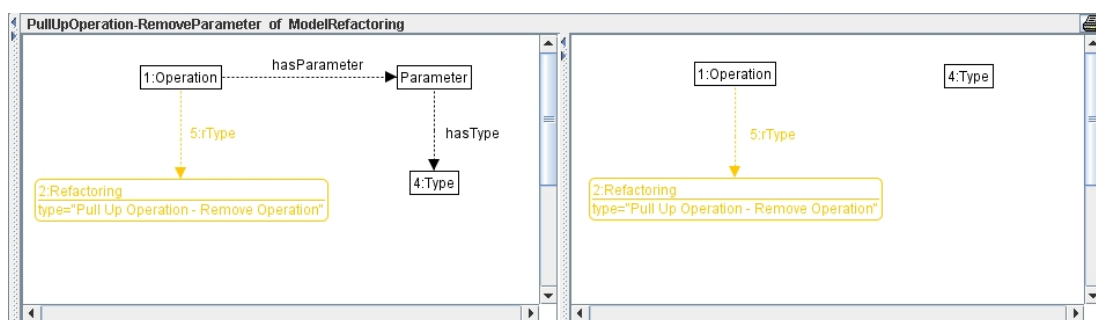 PullUpOperation-RemoveParameter of ModelRefactoring
1:Operation
hasParameter
Parameter
5:rType
hasType
4:Type
2:Refactoring
type="Pull Up Operation - Remove Operation"
1:Operation
4:Type
5:rType
2:Refactoring
type="Pull Up Operation - Remove Operation"